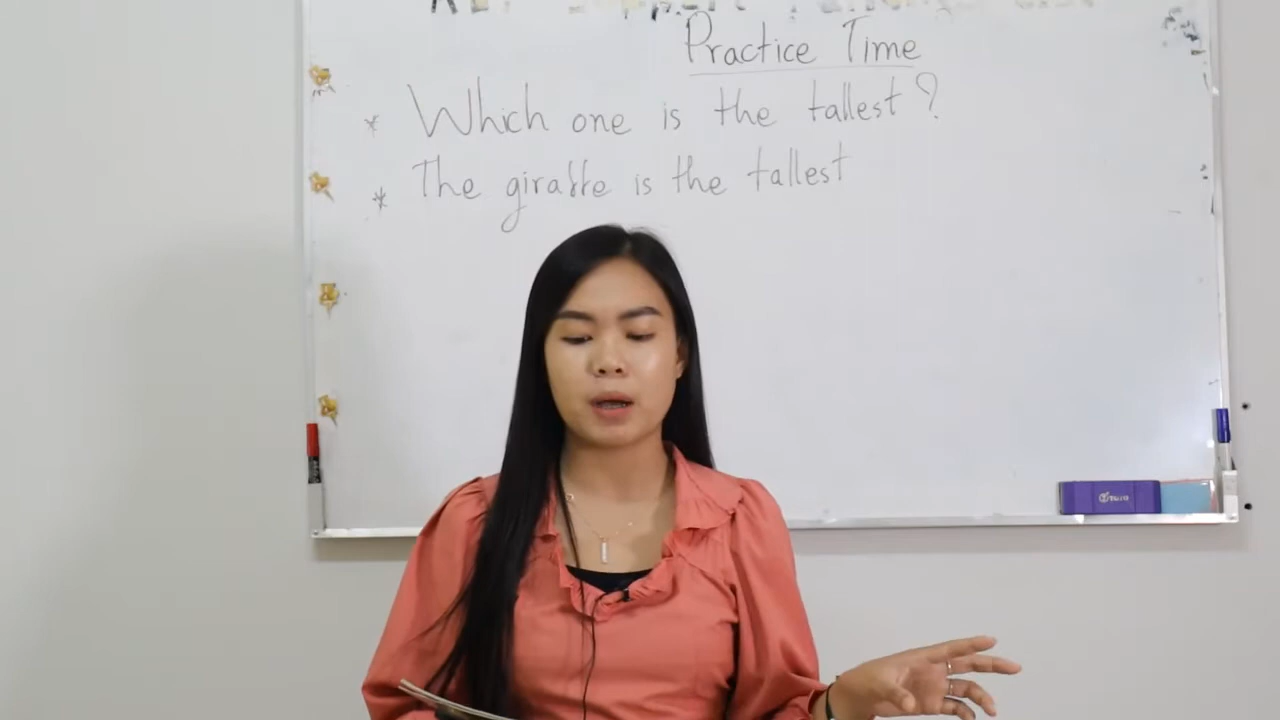 Practice Time
* Which one is the tallest?
* The giraffe is the tallest